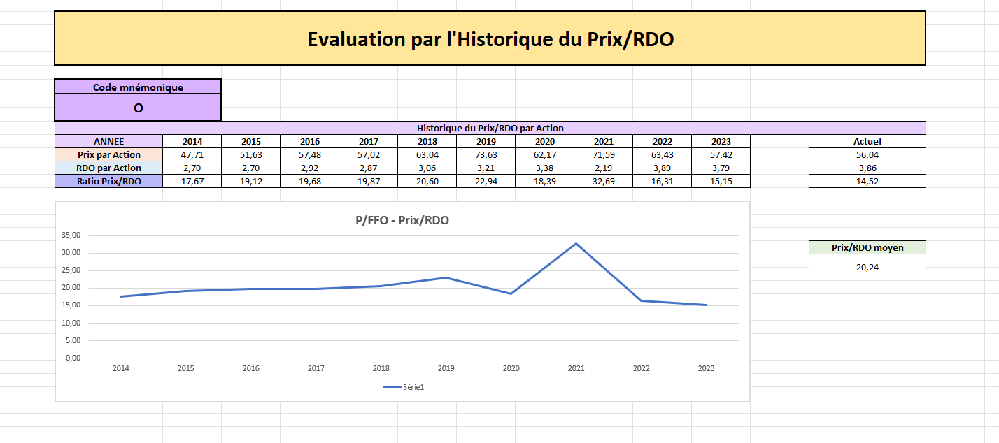 Evaluation par l'Historique du Prix/RDO
Code mnémonique
O
Historique du Prix/RDO par Action
ANNEE 2014 2015 2016 2017 2018 2019 2020 2021 2022 2023 Actuel
Prix par Action 47,71 51,63 57,48 57,02 63,04 73,63 62,17 71,59 63,43 57,42 56,04
RDO par Action 2,70 2,70 2,92 2,87 3,06 3,21 3,38 2,19 3,89 3,79 3,86
Ratio Prix/RDO 17,67 19,12 19,68 19,87 20,60 22,94 18,39 32,69 16,31 15,15 14,52
P/FFO - Prix/RDO
35,00
30,00
25,00
20,00
15,00
10,00
5,00
0,00
2014 2015 2016 2017 2018 2019 2020 2021 2022 2023
Série1
Prix/RDO moyen
20,24